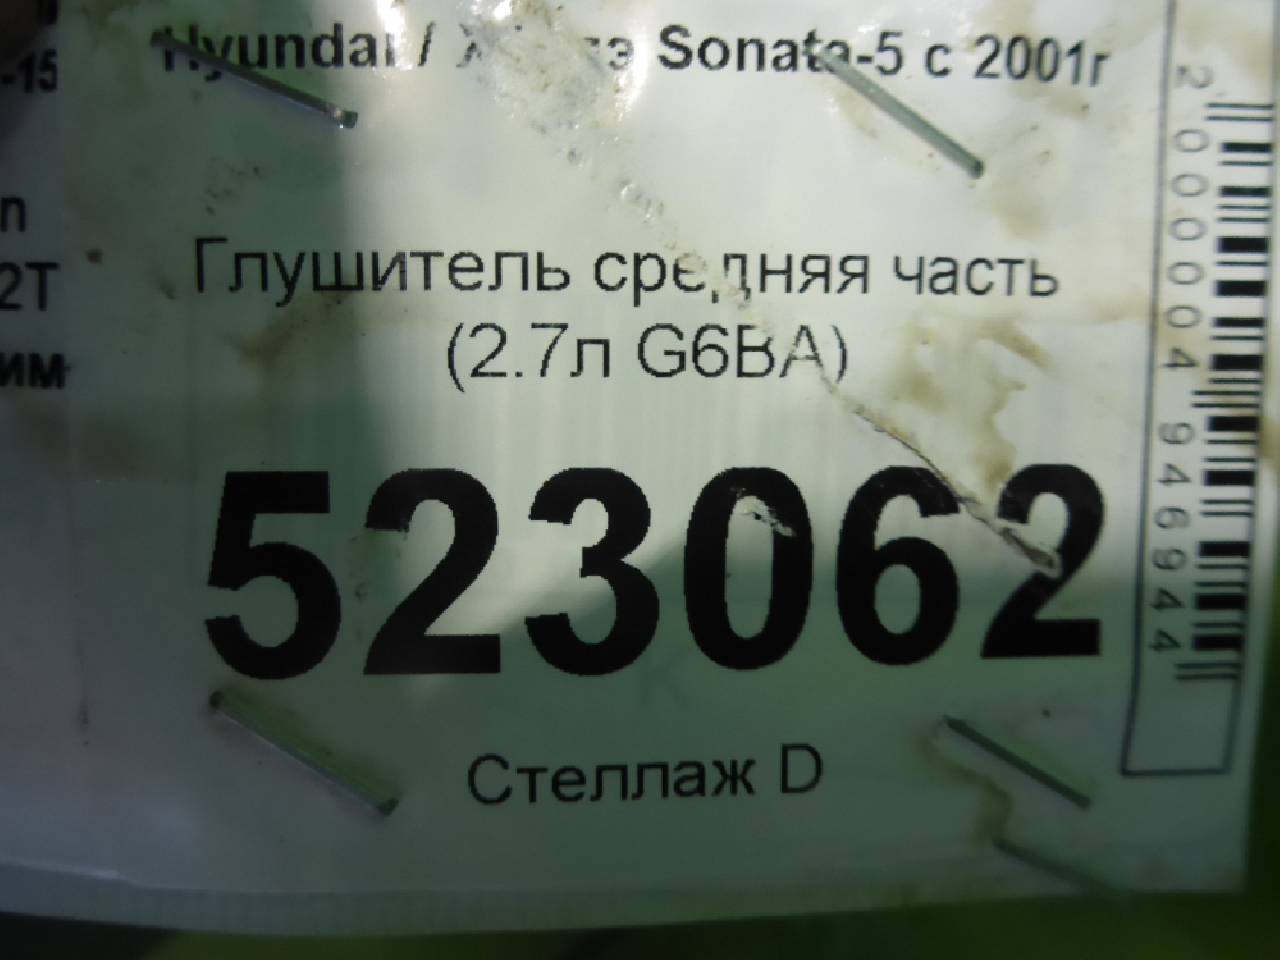 Hyundai / Sonata-5 с 2001г
Глушитель средняя часть
(2.7л G6BA)
523062
Стеллаж D
2000004946944
-15
n
2T
им